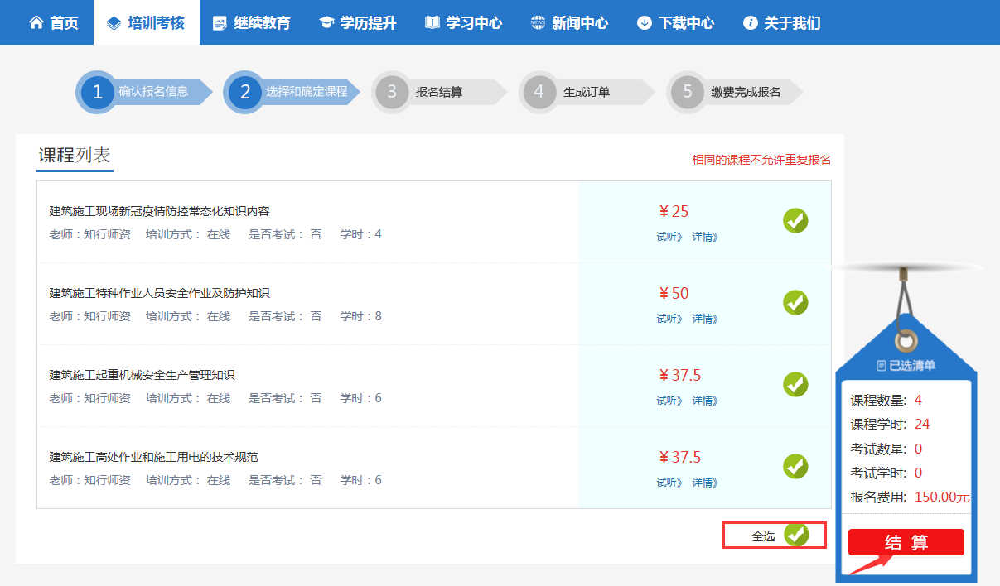 首页 培训考核 继续教育 学历提升 学习中心 新闻中心 下载中心 关于我们
1 确认报名信息 2 选择和确定课程 3 报名结算 4 生成订单 5 缴费完成报名
课程列表
相同的课程不允许重复报名
建筑施工现场新冠疫情防控常态化知识内容
老师：知行师资 培训方式： 在线 是否考试： 否 学时：4
￥25
试听》 详情》
建筑施工特种作业人员安全作业及防护知识
老师：知行师资 培训方式： 在线 是否考试： 否 学时：8
￥50
试听》 详情》
建筑施工起重机械安全生产管理知识
老师：知行师资 培训方式： 在线 是否考试： 否 学时：6
￥37.5
试听》 详情》
建筑施工高处作业和施工用电的技术规范
老师：知行师资 培训方式： 在线 是否考试： 否 学时：6
￥37.5
试听》 详情》
全选
已选清单
课程数量: 4
课程学时: 24
考试数量: 0
考试学时: 0
报名费用: 150.00元
结 算